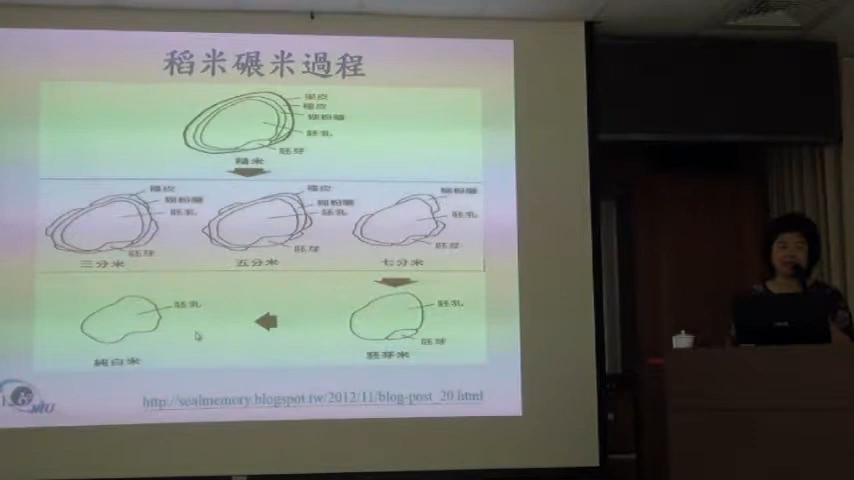 稻米碾米過程
果皮
種皮
糊粉層
胚乳
胚芽
糙米
種皮
糊粉層
胚乳
胚芽
三分米
種皮
糊粉層
胚乳
胚芽
五分米
糊粉層
胚乳
胚芽
七分米
胚乳
純白米
胚乳
胚芽
胚芽米
http://sealmemory.blogspot.tw/2012/11/blog-post_20.html